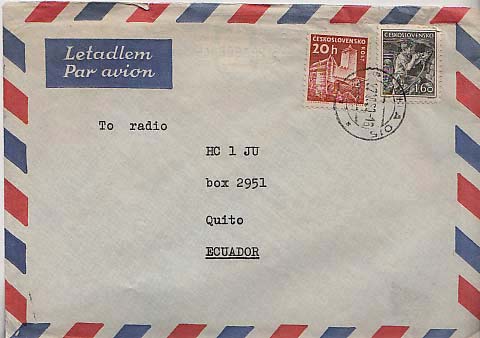 Letadlem
Par avion
ČESKOSLOVENSKO
20h
ČESKOSLOVENSKO
1.60
To radio
HC 1 JU
box 2951
Quito
ECUADOR